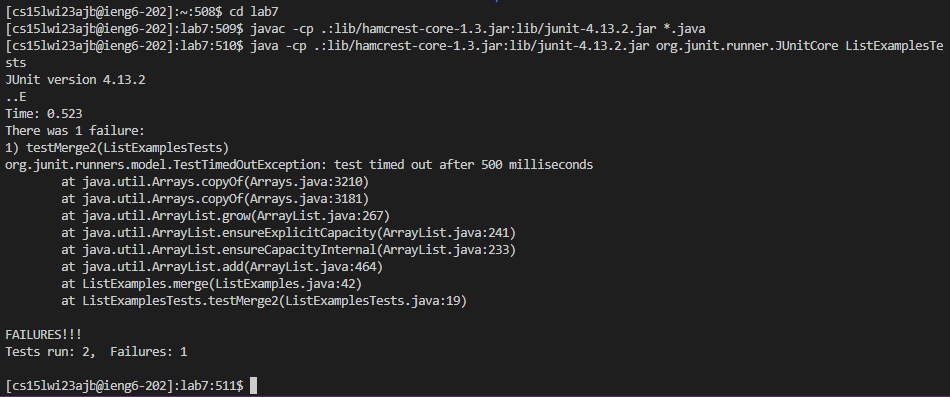 [cs15lwi23ajb@ieng6-202]:~:508$ cd lab7
[cs15lwi23ajb@ieng6-202]:lab7:509$ javac -cp .:lib/hamcrest-core-1.3.jar:lib/junit-4.13.2.jar *.java
[cs15lwi23ajb@ieng6-202]:lab7:510$ java -cp .:lib/hamcrest-core-1.3.jar:lib/junit-4.13.2.jar org.junit.runner.JUnitCore ListExamplesTe
sts
JUnit version 4.13.2
..E
Time: 0.523
There was 1 failure:
1) testMerge2(ListExamplesTests)
org.junit.runners.model.TestTimedOutException: test timed out after 500 milliseconds
        at java.util.Arrays.copyOf(Arrays.java:3210)
        at java.util.Arrays.copyOf(Arrays.java:3181)
        at java.util.ArrayList.grow(ArrayList.java:267)
        at java.util.ArrayList.ensureExplicitCapacity(ArrayList.java:241)
        at java.util.ArrayList.ensureCapacityInternal(ArrayList.java:233)
        at java.util.ArrayList.add(ArrayList.java:464)
        at ListExamples.merge(ListExamples.java:42)
        at ListExamplesTests.testMerge2(ListExamplesTests.java:19)

FAILURES!!!
Tests run: 2,  Failures: 1

[cs15lwi23ajb@ieng6-202]:lab7:511$